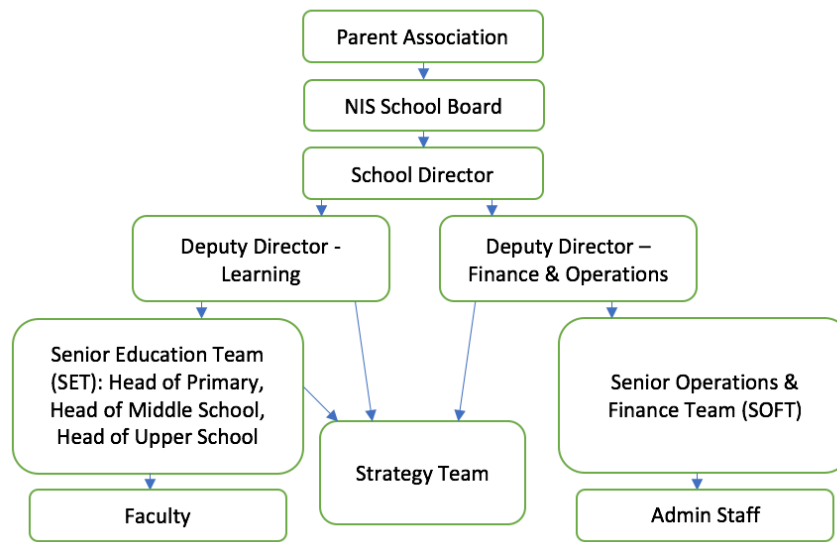 Parent Association
NIS School Board
School Director
Deputy Director -
Learning
Deputy Director –
Finance & Operations
Senior Education Team
(SET): Head of Primary,
Head of Middle School,
Head of Upper School
Strategy Team
Senior Operations &
Finance Team (SOFT)
Faculty
Admin Staff